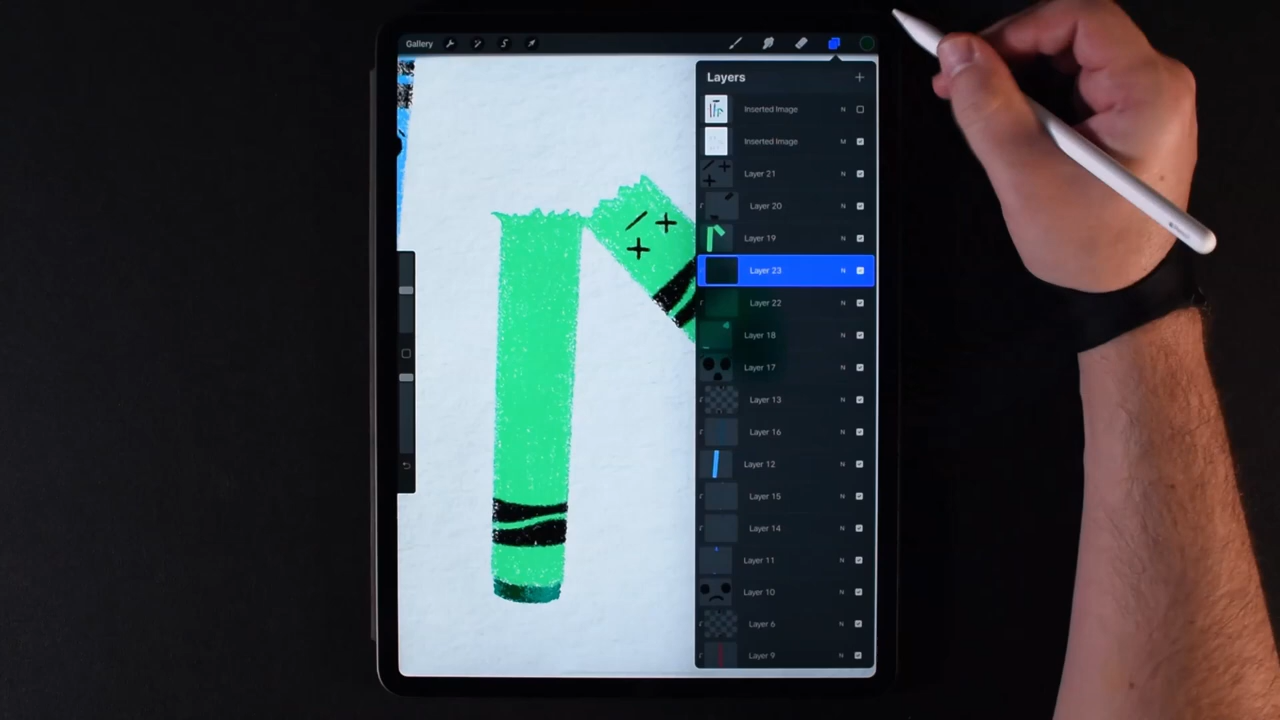 Gallery
Layers
Inserted Image N
Inserted Image M
Layer 21 N
Layer 20 N
Layer 19 N
Layer 23 N
Layer 22 N
Layer 18 N
Layer 17 N
Layer 13 N
Layer 16 N
Layer 12 N
Layer 15 N
Layer 14 N
Layer 11 N
Layer 10 N
Layer 6 N
Layer 9 N